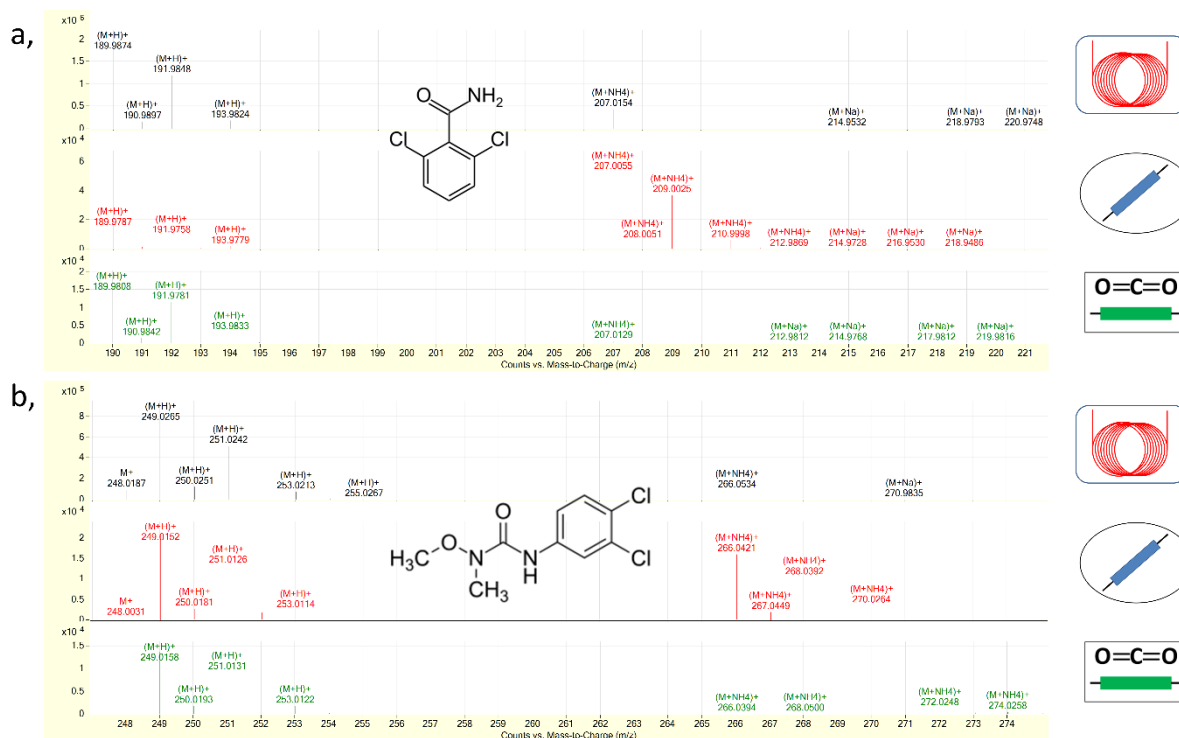 a,
x10 5
2
1.5
1
0.5
0
(M+H)+
189.9874
(M+H)+
190.9897
(M+H)+
191.9848
(M+H)+
193.9824
(M+NH4)+
207.0154
(M+Na)+
214.9532
(M+Na)+
218.9793
(M+Na)+
220.9748
O
NH2
Cl
Cl
x10 4
6
4
2
0
(M+H)+
189.9787
(M+H)+
191.9758
(M+H)+
193.9779
(M+NH4)+
207.0055
(M+NH4)+
208.0051
(M+NH4)+
209.0025
(M+NH4)+
210.9998
(M+NH4)+
212.9869
(M+Na)+
214.9728
(M+Na)+
216.9530
(M+Na)+
218.9486
x10 4
2
1.5
1
0.5
0
(M+H)+
189.9808
(M+H)+
190.9842
(M+H)+
191.9781
(M+H)+
193.9833
(M+NH4)+
207.0129
(M+Na)+
212.9812
(M+Na)+
214.9768
(M+Na)+
217.9812
(M+Na)+
219.9816
O=C=O
190 191 192 193 194 195 196 197 198 199 200 201 202 203 204 205 206 207 208 209 210 211 212 213 214 215 216 217 218 219 220 221
Counts vs. Mass-to-Charge (m/z)
b,
x10 5
8
6
4
2
0
M+
248.0187
(M+H)+
249.0265
(M+H)+
250.0251
(M+H)+
251.0242
(M+H)+
253.0213
(M+H)+
255.0267
(M+NH4)+
266.0534
(M+Na)+
270.9835
O
H3C
O
N
CH3
N
H
Cl
Cl
x10 4
2
1.5
1
0.5
0
M+
248.0031
(M+H)+
249.0152
(M+H)+
250.0181
(M+H)+
251.0126
(M+H)+
253.0114
(M+NH4)+
266.0421
(M+NH4)+
267.0449
(M+NH4)+
268.0392
(M+NH4)+
270.0264
x10 4
1.5
1
0.5
0
(M+H)+
249.0158
(M+H)+
250.0193
(M+H)+
251.0131
(M+H)+
253.0122
(M+NH4)+
266.0394
(M+NH4)+
268.0500
(M+NH4)+
272.0248
(M+NH4)+
274.0258
O=C=O
248 249 250 251 252 253 254 255 256 257 258 259 260 261 262 263 264 265 266 267 268 269 270 271 272 273 274
Counts vs. Mass-to-Charge (m/z)